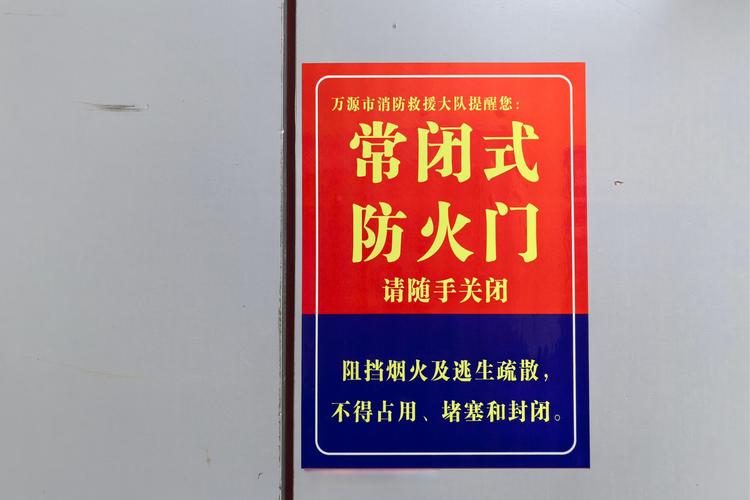 万源市消防救援大队提醒您：
常闭式
防火门
请随手关闭
阻挡烟火及逃生疏散，
不得占用、堵塞和封闭。